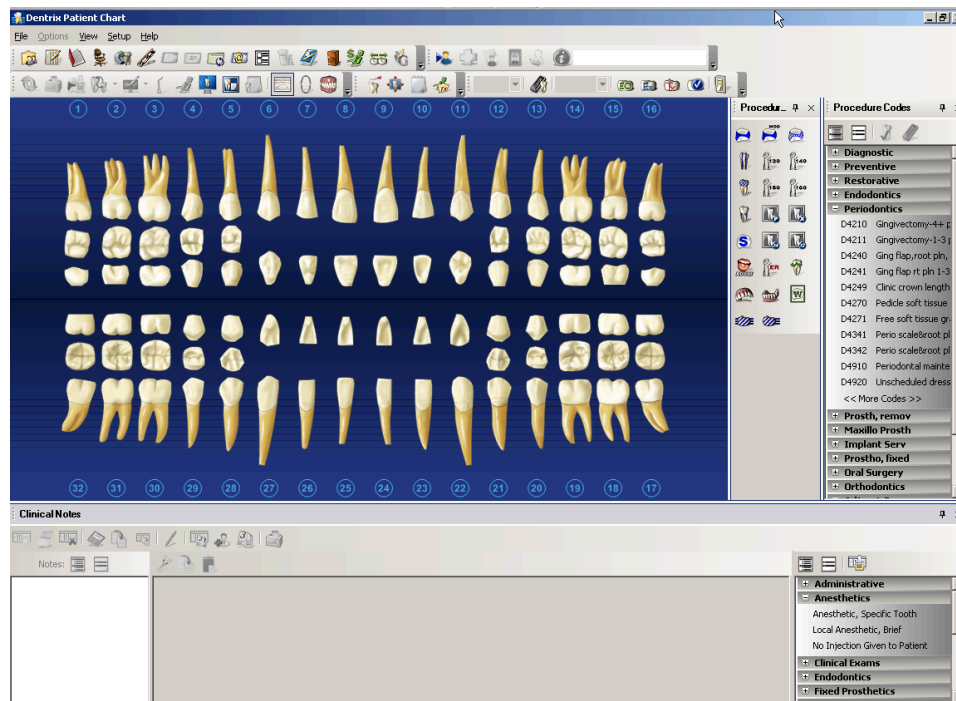 Dentrix Patient Chart
File Options View Setup Help
1 2 3 4 5 6 7 8 9 10 11 12 13 14 15 16
32 31 30 29 28 27 26 25 24 23 22 21 20 19 18 17
Procedur...
MOD
120 140
150 160
S
ER
W
Procedure Codes
Diagnostic
Preventive
Restorative
Endodontics
Periodontics
D4210 Gingivectomy-4+ p
D4211 Gingivectomy-1-3 p
D4240 Ging flap,root pln,
D4241 Ging flap rt pln 1-3
D4249 Clinic crown length
D4270 Pedicle soft tissue
D4271 Free soft tissue gr
D4341 Perio scale&root pl
D4342 Perio scale&root pl
D4910 Periodontal mainte
D4920 Unscheduled dress
<< More Codes >>
Prosth, remov
Maxillo Prosth
Implant Serv
Prostho, fixed
Oral Surgery
Orthodontics
Clinical Notes
Notes:
Administrative
Anesthetics
Anesthetic, Specific Tooth
Local Anesthetic, Brief
No Injection Given to Patient
Clinical Exams
Endodontics
Fixed Prosthetics